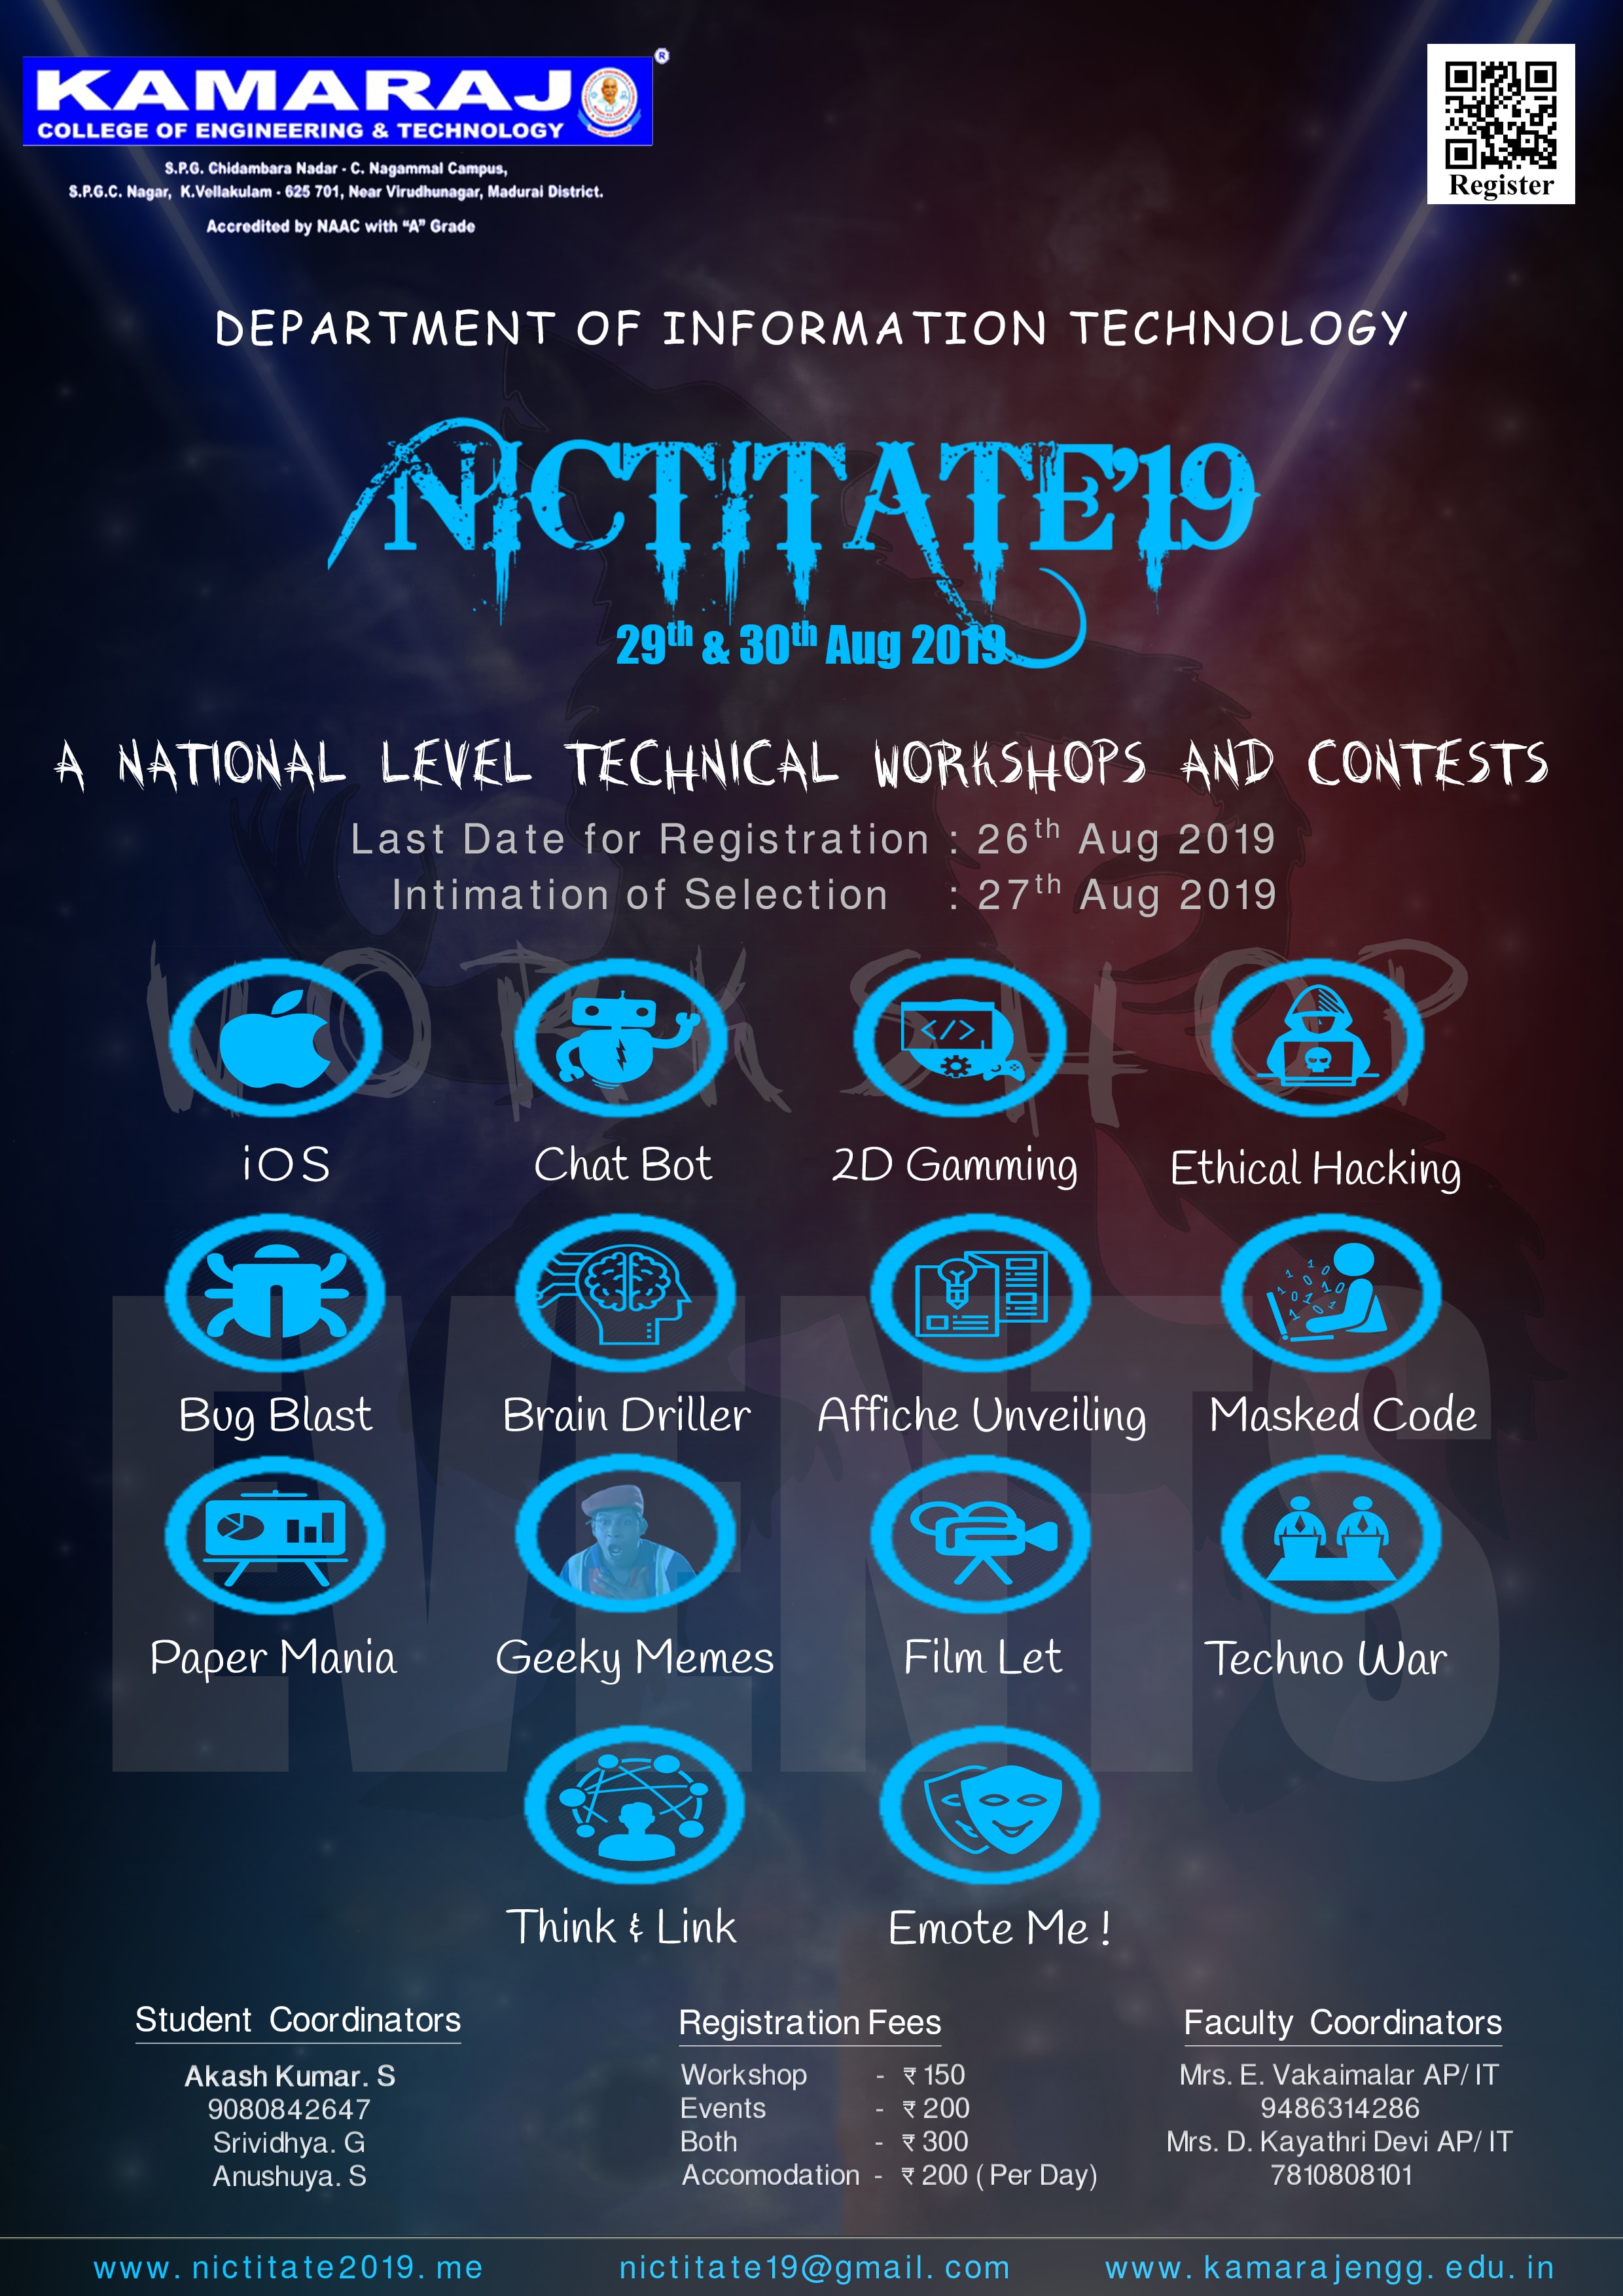 KAMARAJ ®
COLLEGE OF ENGINEERING & TECHNOLOGY
S.P.G. Chidambara Nadar - C. Nagammal Campus,
S.P.G.C. Nagar, K.Vellakulam - 625 701, Near Virudhunagar, Madurai District.
Accredited by NAAC with “A” Grade
Register
DEPARTMENT OF INFORMATION TECHNOLOGY
NICTITATE’19
29th & 30th Aug 2019
A NATIONAL LEVEL TECHNICAL WORKSHOPS AND CONTESTS
Last Date for Registration : 26th Aug 2019
Intimation of Selection : 27th Aug 2019
WORKSHOP
iOS Chat Bot 2D Gamming Ethical Hacking
EVENTS
Bug Blast Brain Driller Affiche Unveiling Masked Code
Paper Mania Geeky Memes Film Let Techno War
Think & Link Emote Me !
Student Coordinators
Akash Kumar. S
9080842647
Srividhya. G
Anushuya. S
Registration Fees
Workshop - ₹ 150
Events - ₹ 200
Both - ₹ 300
Accomodation - ₹ 200 ( Per Day)
Faculty Coordinators
Mrs. E. Vakaimalar AP/ IT
9486314286
Mrs. D. Kayathri Devi AP/ IT
7810808101
www. nictitate2019. me nictitate19@gmail. com www. kamarajengg. edu. in